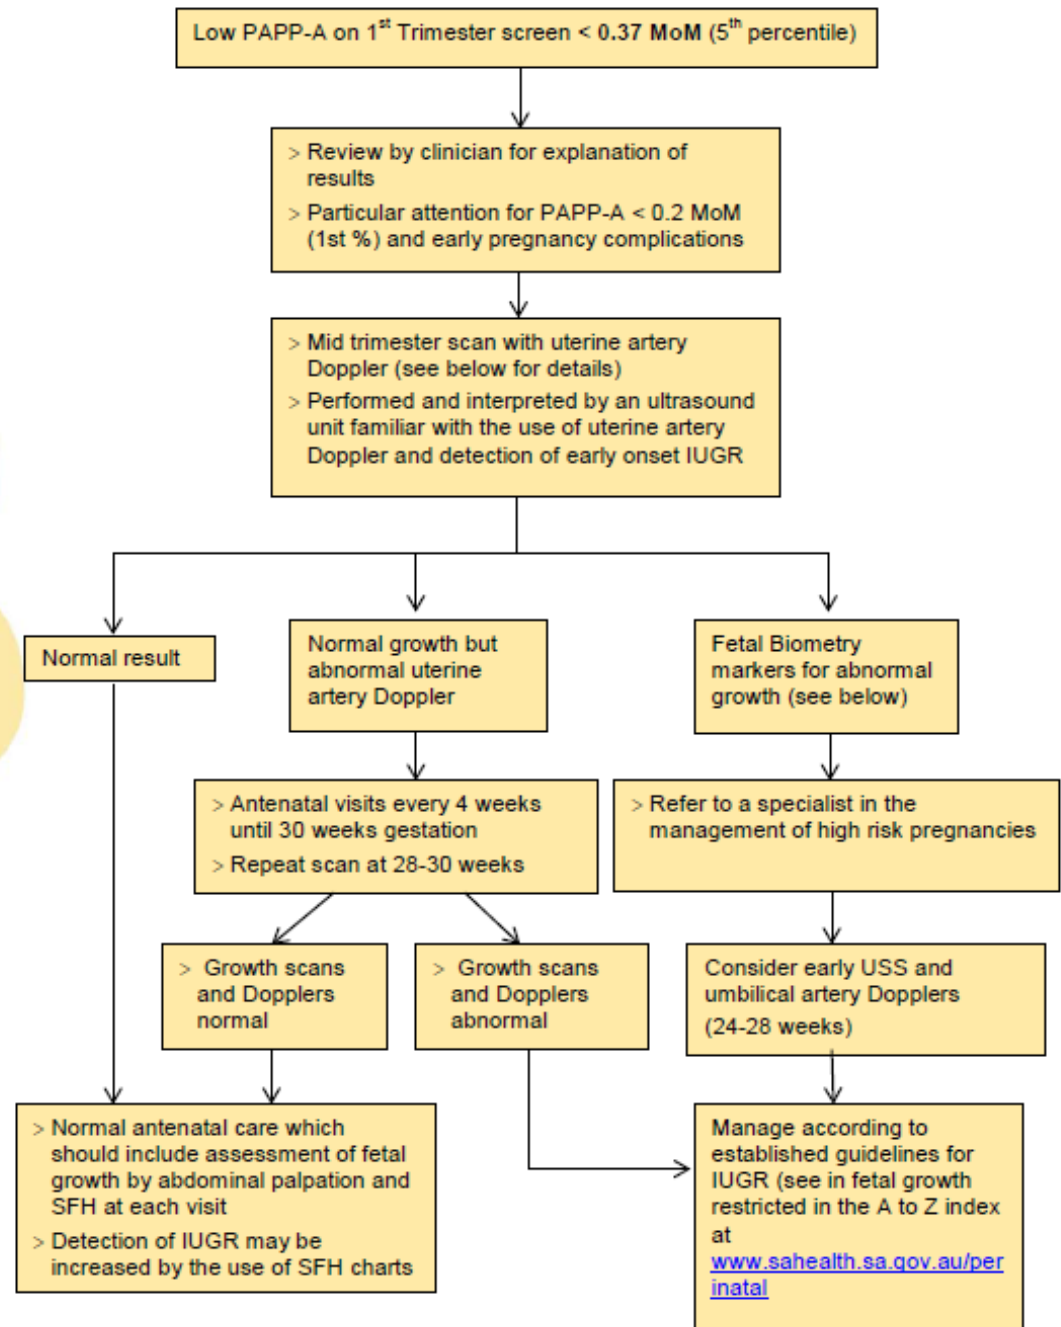 Low PAPP-A on 1st Trimester screen < 0.37 MoM (5th percentile)
> Review by clinician for explanation of
results
> Particular attention for PAPP-A < 0.2 MoM
(1st %) and early pregnancy complications
> Mid trimester scan with uterine artery
Doppler (see below for details)
> Performed and interpreted by an ultrasound
unit familiar with the use of uterine artery
Doppler and detection of early onset IUGR
Normal result
Normal growth but
abnormal uterine
artery Doppler
Fetal Biometry
markers for abnormal
growth (see below)
> Antenatal visits every 4 weeks
until 30 weeks gestation
> Repeat scan at 28-30 weeks
> Refer to a specialist in the
management of high risk pregnancies
> Growth scans
and Dopplers
normal
> Growth scans
and Dopplers
abnormal
Consider early USS and
umbilical artery Dopplers
(24-28 weeks)
> Normal antenatal care which
should include assessment of fetal
growth by abdominal palpation and
SFH at each visit
> Detection of IUGR may be
increased by the use of SFH charts
Manage according to
established guidelines for
IUGR (see in fetal growth
restricted in the A to Z index
at
www.sahealth.sa.gov.au/per
inatal